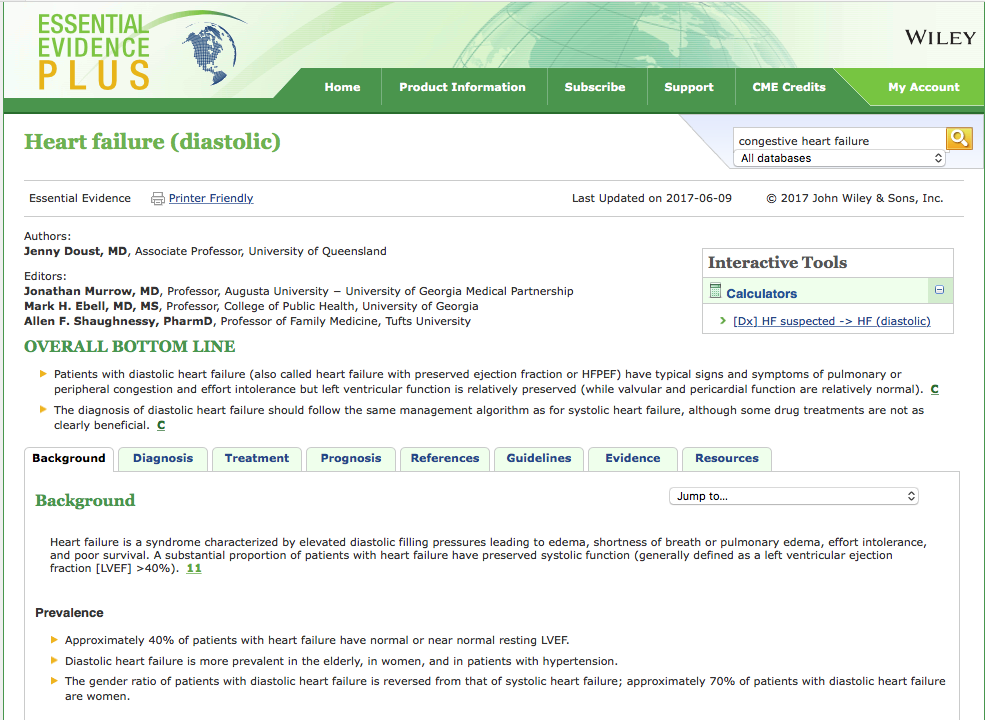 ESSENTIAL
EVIDENCE
PLUS
WILEY
Home
Product Information
Subscribe
Support
CME Credits
My Account
Heart failure (diastolic)
congestive heart failure
All databases
Essential Evidence
Printer Friendly
Last Updated on 2017-06-09
© 2017 John Wiley & Sons, Inc.
Authors:
Jenny Doust, MD, Associate Professor, University of Queensland
Editors:
Jonathan Murrow, MD, Professor, Augusta University – University of Georgia Medical Partnership
Mark H. Ebell, MD, MS, Professor, College of Public Health, University of Georgia
Allen F. Shaughnessy, PharmD, Professor of Family Medicine, Tufts University
Interactive Tools
Calculators
[Dx] HF suspected -> HF (diastolic)
OVERALL BOTTOM LINE
Patients with diastolic heart failure (also called heart failure with preserved ejection fraction or HFPEF) have typical signs and symptoms of pulmonary or
peripheral congestion and effort intolerance but left ventricular function is relatively preserved (while valvular and pericardial function are relatively normal). C
The diagnosis of diastolic heart failure should follow the same management algorithm as for systolic heart failure, although some drug treatments are not as
clearly beneficial. C
Background
Diagnosis
Treatment
Prognosis
References
Guidelines
Evidence
Resources
Background
Jump to...
Heart failure is a syndrome characterized by elevated diastolic filling pressures leading to edema, shortness of breath or pulmonary edema, effort intolerance,
and poor survival. A substantial proportion of patients with heart failure have preserved systolic function (generally defined as a left ventricular ejection
fraction [LVEF] >40%). 11
Prevalence
Approximately 40% of patients with heart failure have normal or near normal resting LVEF.
Diastolic heart failure is more prevalent in the elderly, in women, and in patients with hypertension.
The gender ratio of patients with diastolic heart failure is reversed from that of systolic heart failure; approximately 70% of patients with diastolic heart failure
are women.